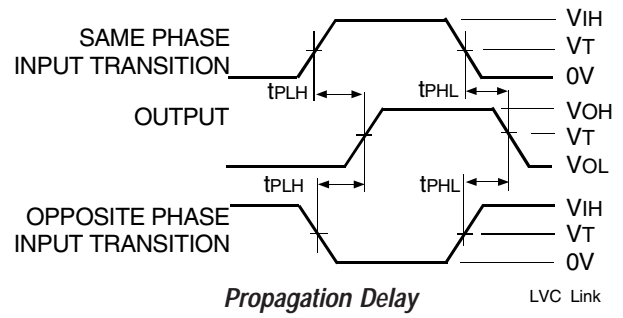 VIH
SAME PHASE
INPUT TRANSITION
VT
0V
tPLH
tPHL
OUTPUT
VOH
VT
VOL
tPLH
tPHL
VIH
OPPOSITE PHASE
INPUT TRANSITION
VT
0V
Propagation Delay
LVC Link